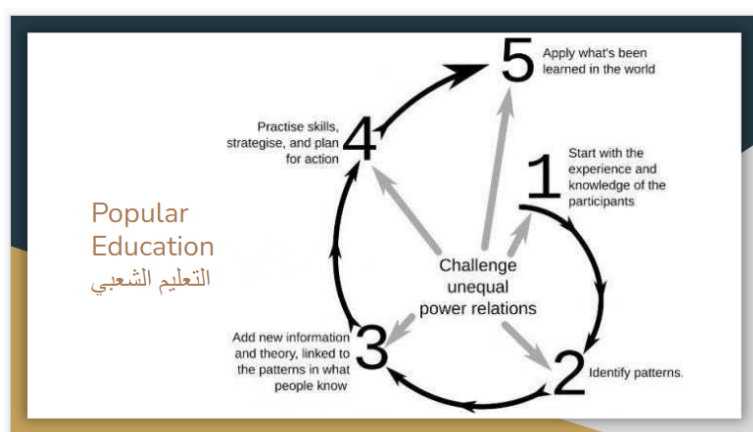 Popular
Education
التعليم الشعبي
5
Apply what's been
learned in the world
4
Practise skills,
strategise, and plan
for action
1
Start with the
experience and
knowledge of the
participants
Challenge
unequal
power relations
3
Add new information
and theory, linked to
the patterns in what
people know
2
Identify patterns.